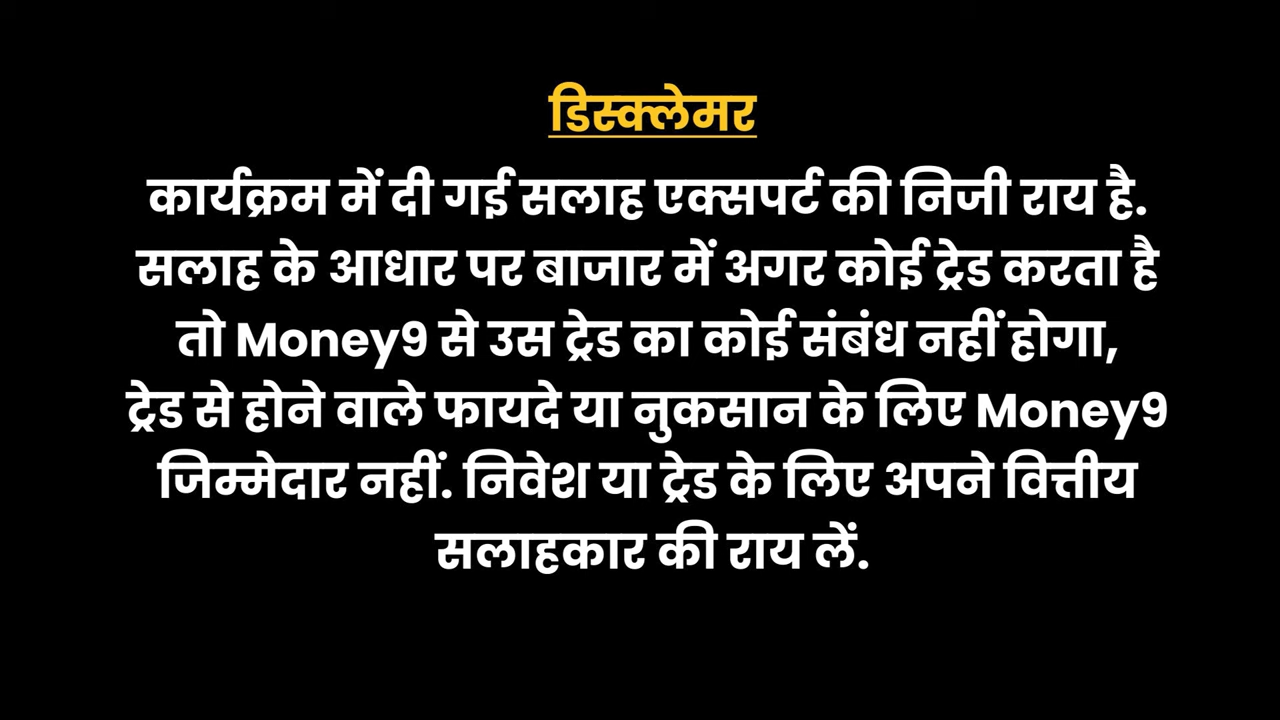 डिस्क्लेमर
कार्यक्रम में दी गई सलाह एक्सपर्ट की निजी राय है.
सलाह के आधार पर बाजार में अगर कोई ट्रेड करता है
तो Money9 से उस ट्रेड का कोई संबंध नहीं होगा,
ट्रेड से होने वाले फायदे या नुकसान के लिए Money9
जिम्मेदार नहीं. निवेश या ट्रेड के लिए अपने वित्तीय
सलाहकार की राय लें.